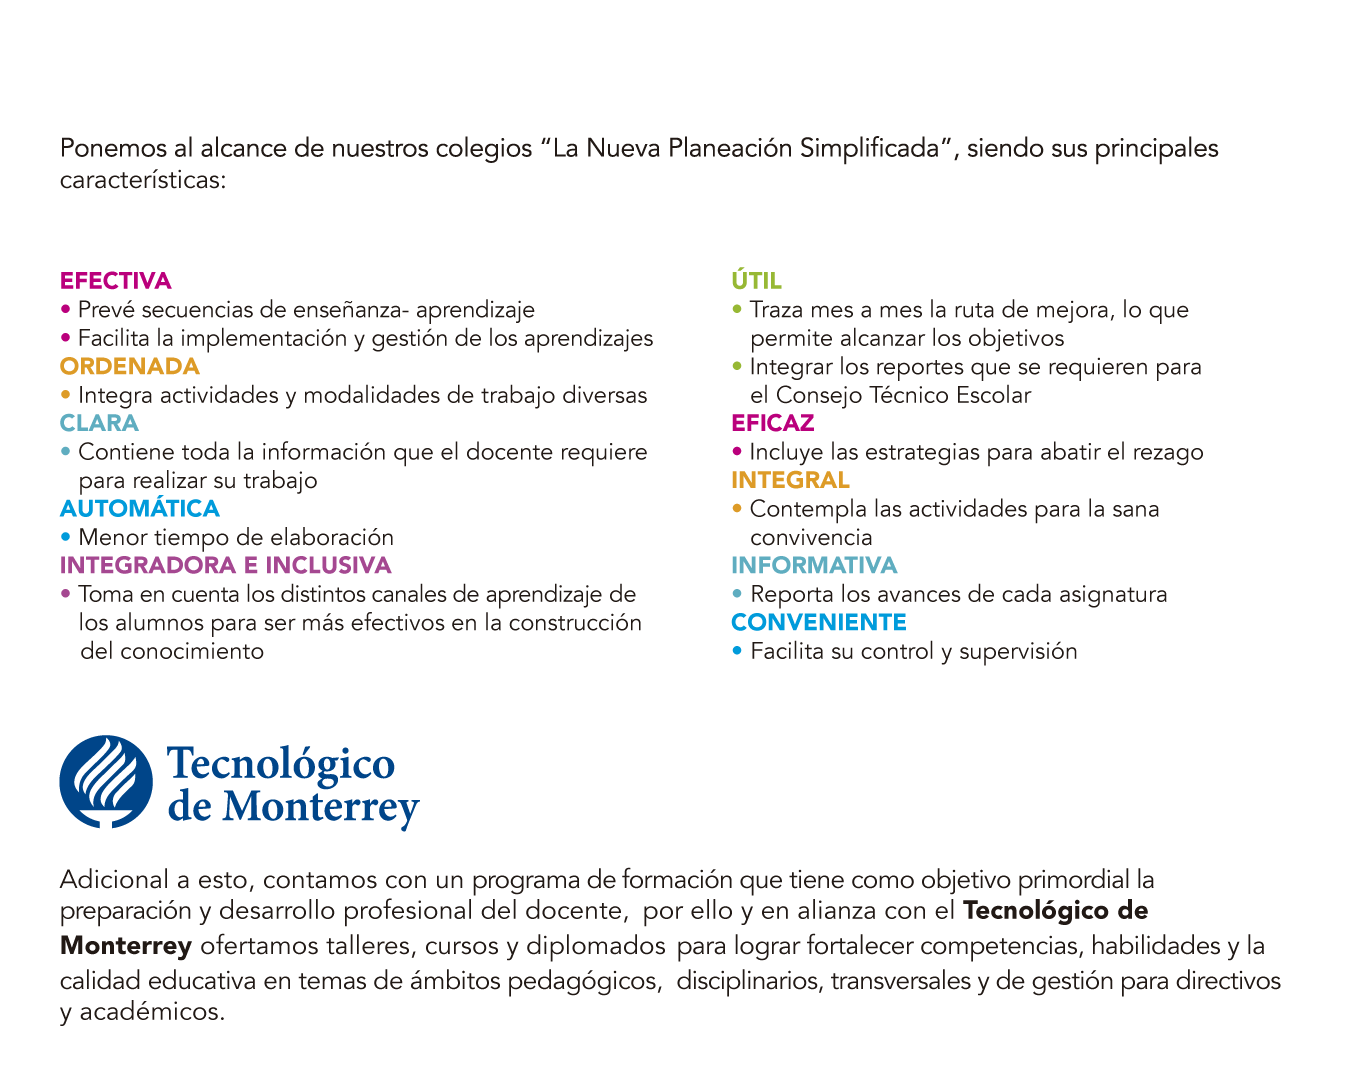 Ponemos al alcance de nuestros colegios “La Nueva Planeación Simplificada”, siendo sus principales
características:
EFECTIVA
• Prevé secuencias de enseñanza- aprendizaje
• Facilita la implementación y gestión de los aprendizajes
ORDENADA
• Integra actividades y modalidades de trabajo diversas
CLARA
• Contiene toda la información que el docente requiere
para realizar su trabajo
AUTOMÁTICA
• Menor tiempo de elaboración
INTEGRADORA E INCLUSIVA
• Toma en cuenta los distintos canales de aprendizaje de
los alumnos para ser más efectivos en la construcción
del conocimiento
ÚTIL
• Traza mes a mes la ruta de mejora, lo que
permite alcanzar los objetivos
• Integrar los reportes que se requieren para
el Consejo Técnico Escolar
EFICAZ
• Incluye las estrategias para abatir el rezago
INTEGRAL
• Contempla las actividades para la sana
convivencia
INFORMATIVA
• Reporta los avances de cada asignatura
CONVENIENTE
• Facilita su control y supervisión
Tecnológico
de Monterrey
Adicional a esto, contamos con un programa de formación que tiene como objetivo primordial la
preparación y desarrollo profesional del docente, por ello y en alianza con el Tecnológico de
Monterrey ofertamos talleres, cursos y diplomados para lograr fortalecer competencias, habilidades y la
calidad educativa en temas de ámbitos pedagógicos, disciplinarios, transversales y de gestión para directivos
y académicos.